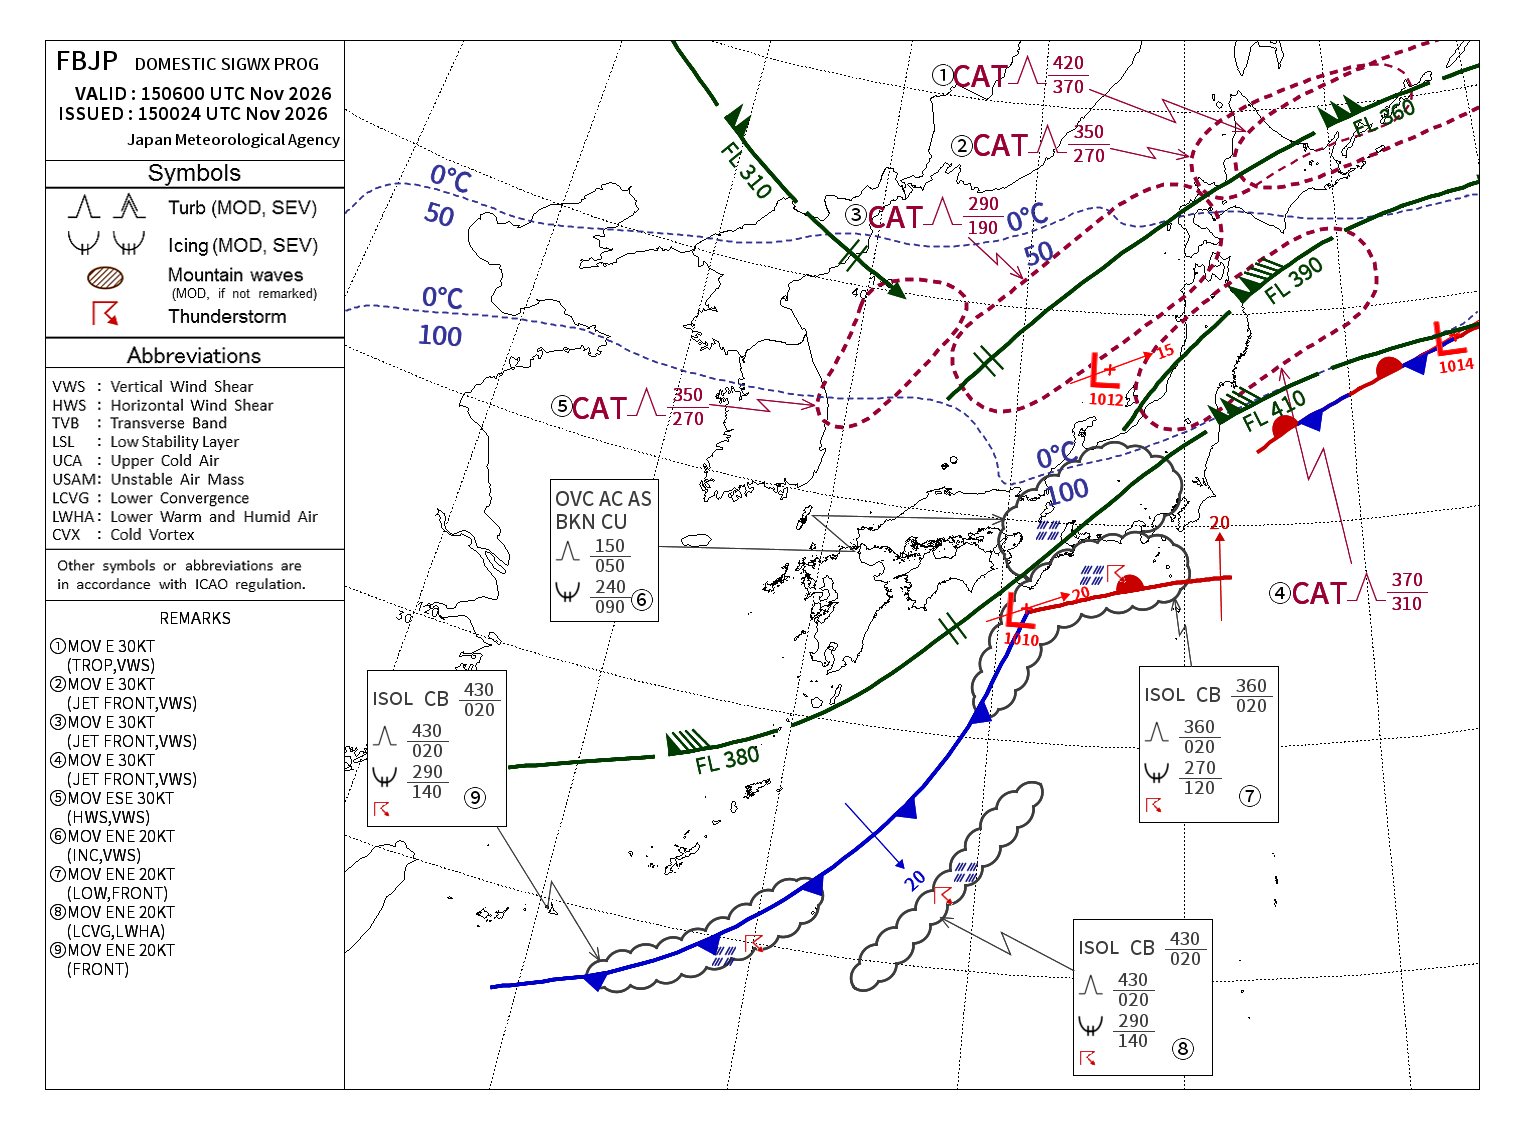 FBJP DOMESTIC SIGWX PROG
VALID : 150600 UTC Nov 2026
ISSUED : 150024 UTC Nov 2026
Japan Meteorological Agency
Symbols
Turb (MOD, SEV)
Icing (MOD, SEV)
Mountain waves
(MOD, if not remarked)
Thunderstorm
Abbreviations
VWS : Vertical Wind Shear
HWS : Horizontal Wind Shear
TVB : Transverse Band
LSL : Low Stability Layer
UCA : Upper Cold Air
USAM: Unstable Air Mass
LCVG : Lower Convergence
LWHA: Lower Warm and Humid Air
CVX : Cold Vortex
Other symbols or abbreviations are
in accordance with ICAO regulation.
REMARKS
①MOV E 30KT
(TROP,VWS)
②MOV E 30KT
(JET FRONT,VWS)
③MOV E 30KT
(JET FRONT,VWS)
④MOV E 30KT
(JET FRONT,VWS)
⑤MOV ESE 30KT
(HWS,VWS)
⑥MOV ENE 20KT
(INC,VWS)
⑦MOV ENE 20KT
(LOW,FRONT)
⑧MOV ENE 20KT
(LCVG,LWHA)
⑨MOV ENE 20KT
(FRONT)
①CAT 420
370
②CAT 350
270
③CAT 290
190
FL 360
FL 310
0°C
50
0°C
50
FL 390
40
0°C
100
L
1014
L
15
1012
⑤CAT 350
270
FL 410
0°C
100
OVC AC AS
BKN CU
150
050
240
090 ⑥
20
④CAT 370
310
L
20
1010
30
ISOL CB 430
020
430
020
290
140
⑨
FL 380
ISOL CB 360
020
360
020
270
120
⑦
20
ISOL CB 430
020
430
020
290
140
⑧